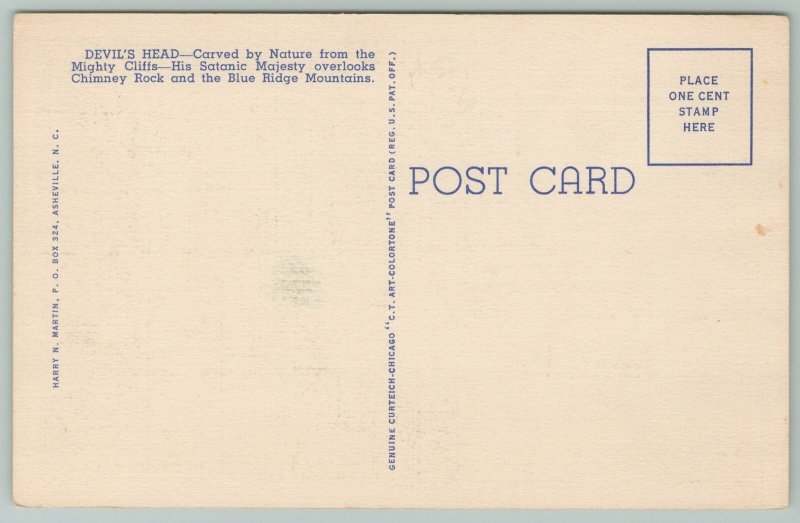 DEVIL'S HEAD—Carved by Nature from the
Mighty Cliffs—His Satanic Majesty overlooks
Chimney Rock and the Blue Ridge Mountains.
HARRY N. MARTIN, P. O. BOX 324, ASHEVILLE, N. C.
GENUINE CURTEICH-CHICAGO "C.T. ART-COLORTONE" POST CARD (REG. U.S. PAT. OFF.)
POST CARD
PLACE
ONE CENT
STAMP
HERE